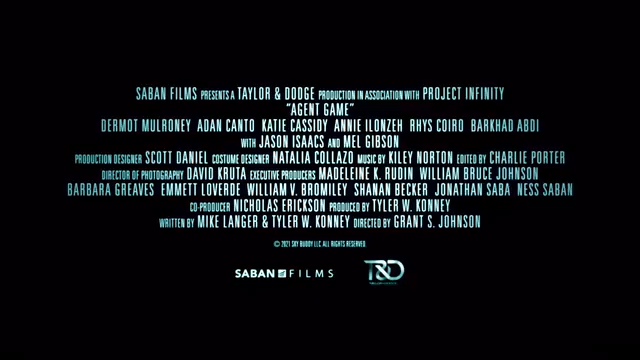 SABAN FILMS PRESENTS A TAYLOR & DODGE PRODUCTION IN ASSOCIATION WITH PROJECT INFINITY
"AGENT GAME"
DERMOT MULRONEY ADAN CANTO KATIE CASSIDY ANNIE ILONZEH RHYS COIRO BARKHAD ABDI
WITH JASON ISAACS AND MEL GIBSON
PRODUCTION DESIGNER SCOTT DANIEL COSTUME DESIGNER NATALIA COLLAZO MUSIC BY KILEY NORTON EDITED BY CHARLIE PORTER
DIRECTOR OF PHOTOGRAPHY DAVID KRUTA EXECUTIVE PRODUCERS MADELEINE K. RUDIN WILLIAM BRUCE JOHNSON
BARBARA GREAVES EMMETT LOVERDE WILLIAM V. BROMILEY SHANAN BECKER JONATHAN SABA NESS SABAN
CO-PRODUCER NICHOLAS ERICKSON PRODUCED BY TYLER W. KONNEY
WRITTEN BY MIKE LANGER & TYLER W. KONNEY DIRECTED BY GRANT S. JOHNSON
© 2021 SKY BUDDY LLC. ALL RIGHTS RESERVED.
SABAN FILMS T&D